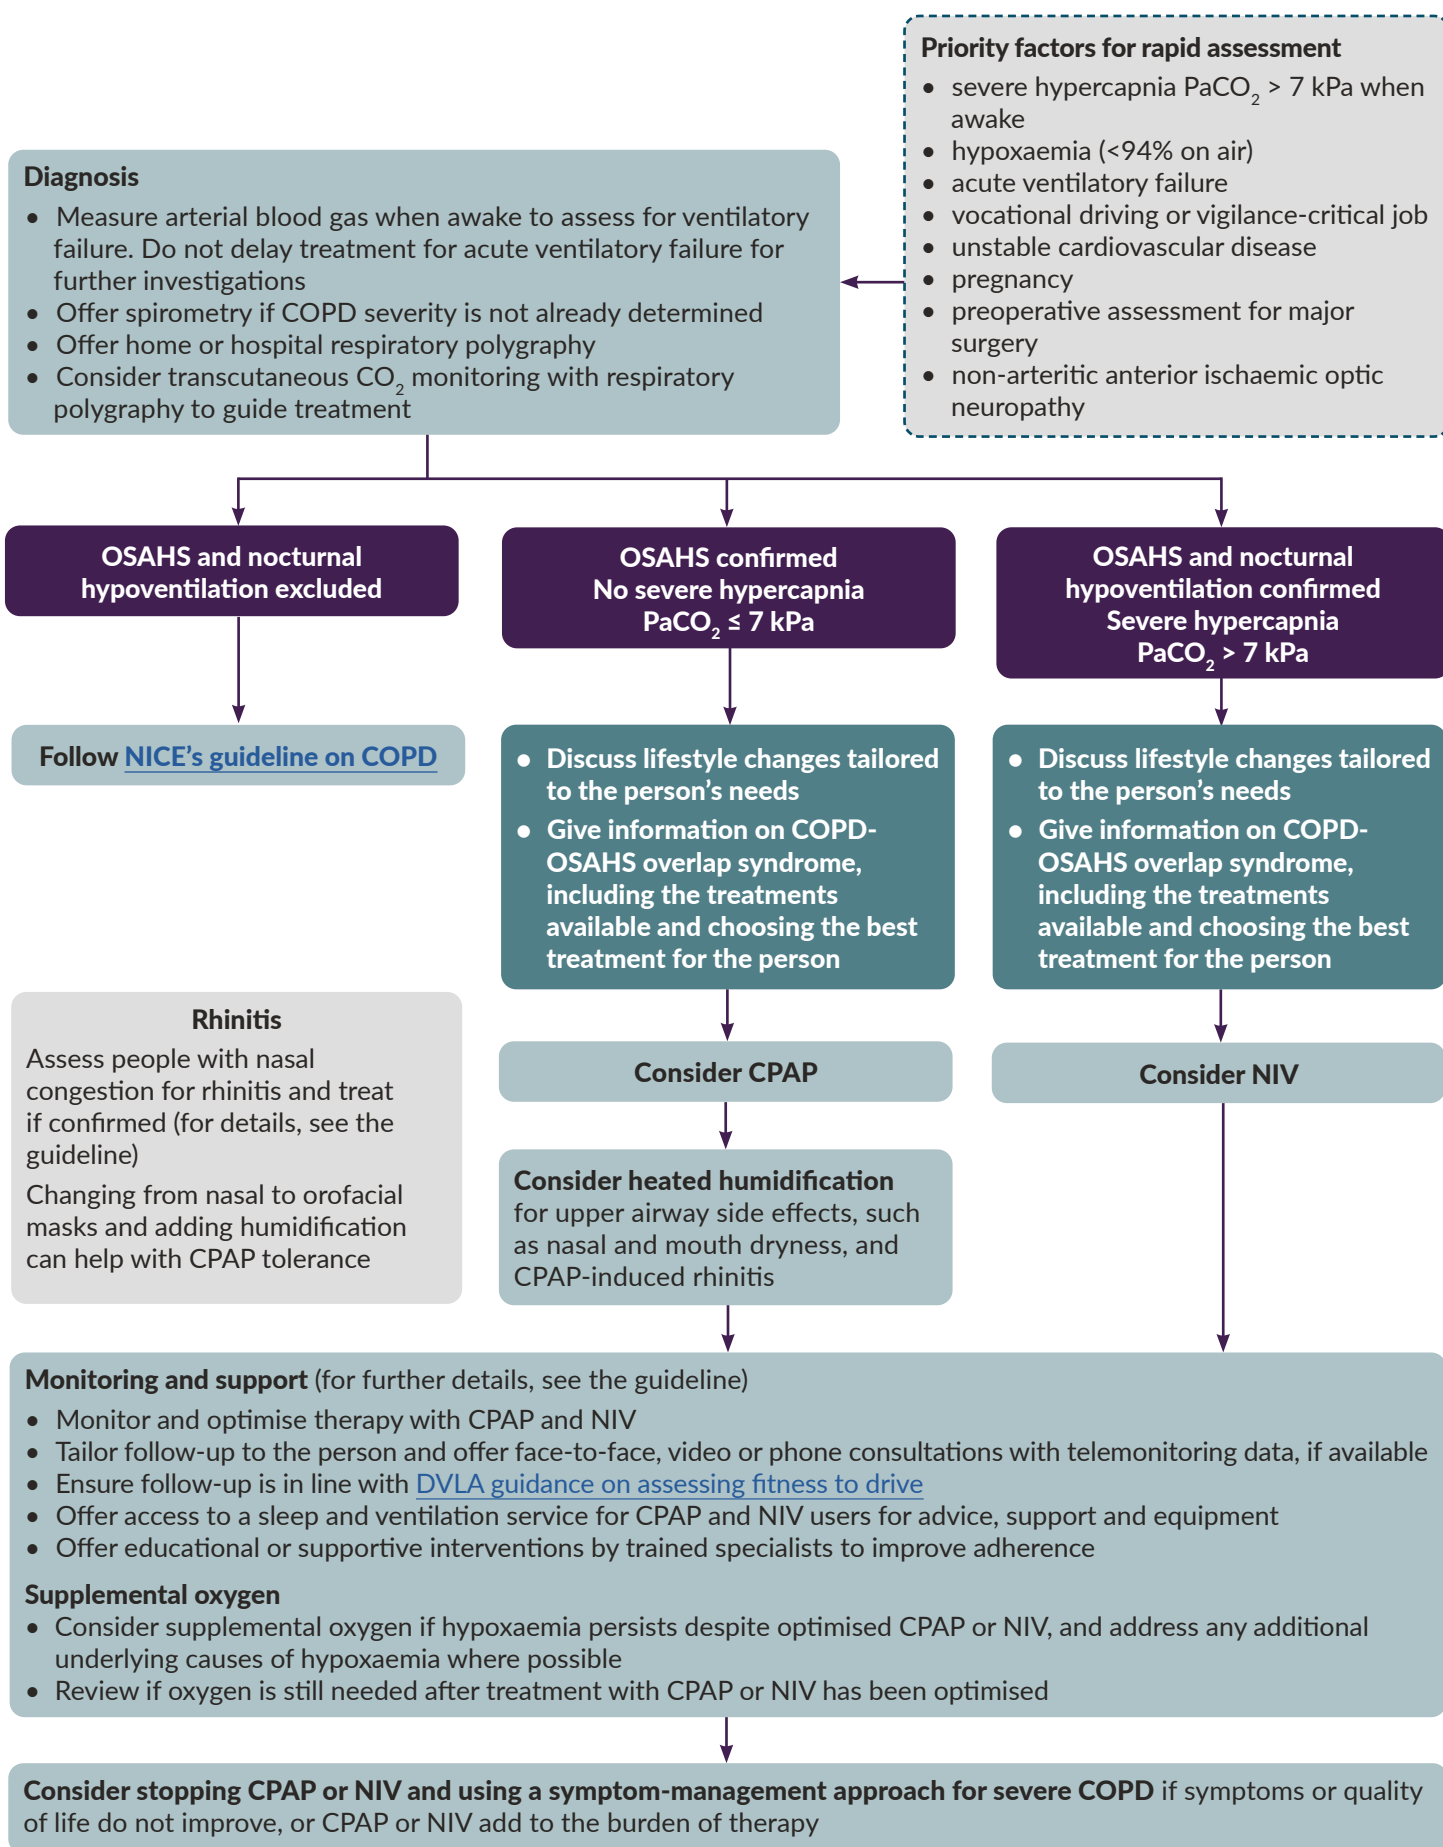 Priority factors for rapid assessment
• severe hypercapnia PaCO2 > 7 kPa when
awake
• hypoxaemia (<94% on air)
• acute ventilatory failure
• vocational driving or vigilance-critical job
• unstable cardiovascular disease
• pregnancy
• preoperative assessment for major
surgery
• non-arteritic anterior ischaemic optic
neuropathy
Diagnosis
• Measure arterial blood gas when awake to assess for ventilatory
failure. Do not delay treatment for acute ventilatory failure for
further investigations
• Offer spirometry if COPD severity is not already determined
• Offer home or hospital respiratory polygraphy
• Consider transcutaneous CO2 monitoring with respiratory
polygraphy to guide treatment
OSAHS and nocturnal
hypoventilation excluded
OSAHS confirmed
No severe hypercapnia
PaCO2 ≤ 7 kPa
OSAHS and nocturnal
hypoventilation confirmed
Severe hypercapnia
PaCO2 > 7 kPa
Follow NICE’s guideline on COPD
• Discuss lifestyle changes tailored
to the person’s needs
• Give information on COPD-
OSAHS overlap syndrome,
including the treatments
available and choosing the best
treatment for the person
• Discuss lifestyle changes tailored
to the person’s needs
• Give information on COPD-
OSAHS overlap syndrome,
including the treatments
available and choosing the best
treatment for the person
Rhinitis
Assess people with nasal
congestion for rhinitis and treat
if confirmed (for details, see the
guideline)
Changing from nasal to orofacial
masks and adding humidification
can help with CPAP tolerance
Consider CPAP
Consider NIV
Consider heated humidification
for upper airway side effects, such
as nasal and mouth dryness, and
CPAP-induced rhinitis
Monitoring and support (for further details, see the guideline)
• Monitor and optimise therapy with CPAP and NIV
• Tailor follow-up to the person and offer face-to-face, video or phone consultations with telemonitoring data, if available
• Ensure follow-up is in line with DVLA guidance on assessing fitness to drive
• Offer access to a sleep and ventilation service for CPAP and NIV users for advice, support and equipment
• Offer educational or supportive interventions by trained specialists to improve adherence
Supplemental oxygen
• Consider supplemental oxygen if hypoxaemia persists despite optimised CPAP or NIV, and address any additional
underlying causes of hypoxaemia where possible
• Review if oxygen is still needed after treatment with CPAP or NIV has been optimised
Consider stopping CPAP or NIV and using a symptom-management approach for severe COPD if symptoms or quality
of life do not improve, or CPAP or NIV add to the burden of therapy